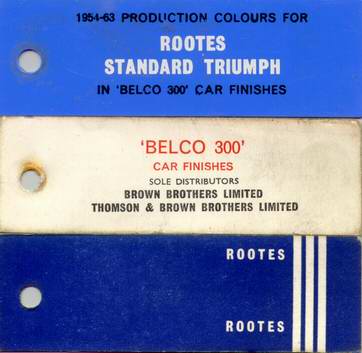 1954-63 PRODUCTION COLOURS FOR
ROOTES
STANDARD TRIUMPH
IN 'BELCO 300' CAR FINISHES
'BELCO 300'
CAR FINISHES
SOLE DISTRIBUTORS
BROWN BROTHERS LIMITED
THOMSON & BROWN BROTHERS LIMITED
ROOTES
ROOTES